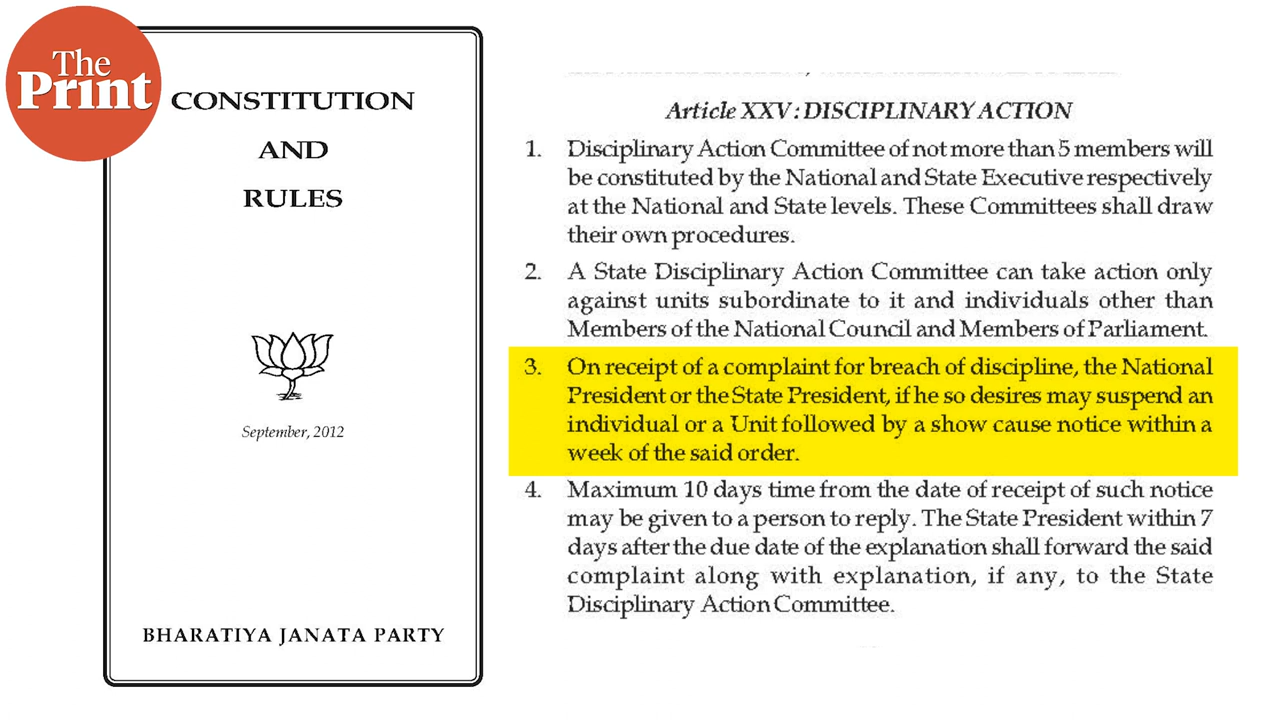 The
Print
CONSTITUTION
AND
RULES
September, 2012
BHARATIYA JANATA PARTY
Article XXV : DISCIPLINARY ACTION
1. Disciplinary Action Committee of not more than 5 members will
be constituted by the National and State Executive respectively
at the National and State levels. These Committees shall draw
their own procedures.
2. A State Disciplinary Action Committee can take action only
against units subordinate to it and individuals other than
Members of the National Council and Members of Parliament.
3. On receipt of a complaint for breach of discipline, the National
President or the State President, if he so desires may suspend an
individual or a Unit followed by a show cause notice within a
week of the said order.
4. Maximum 10 days time from the date of receipt of such notice
may be given to a person to reply. The State President within 7
days after the due date of the explanation shall forward the said
complaint along with explanation, if any, to the State
Disciplinary Action Committee.